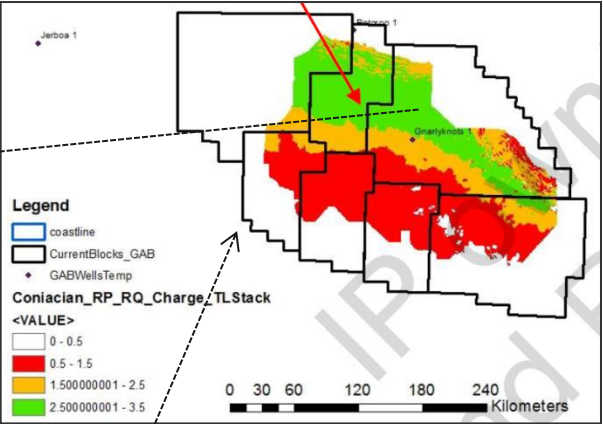 Jerboa 1
Potoroo 1
Gnarlyknots 1
Legend
coastline
CurrentBlocks_GAB
GABWellsTemp
Coniacian_RP_RQ_Charge_TLStack
<VALUE>
0 - 0.5
0.5 - 1.5
1.500000001 - 2.5
2.500000001 - 3.5
0 30 60 120 180 240
Kilometers